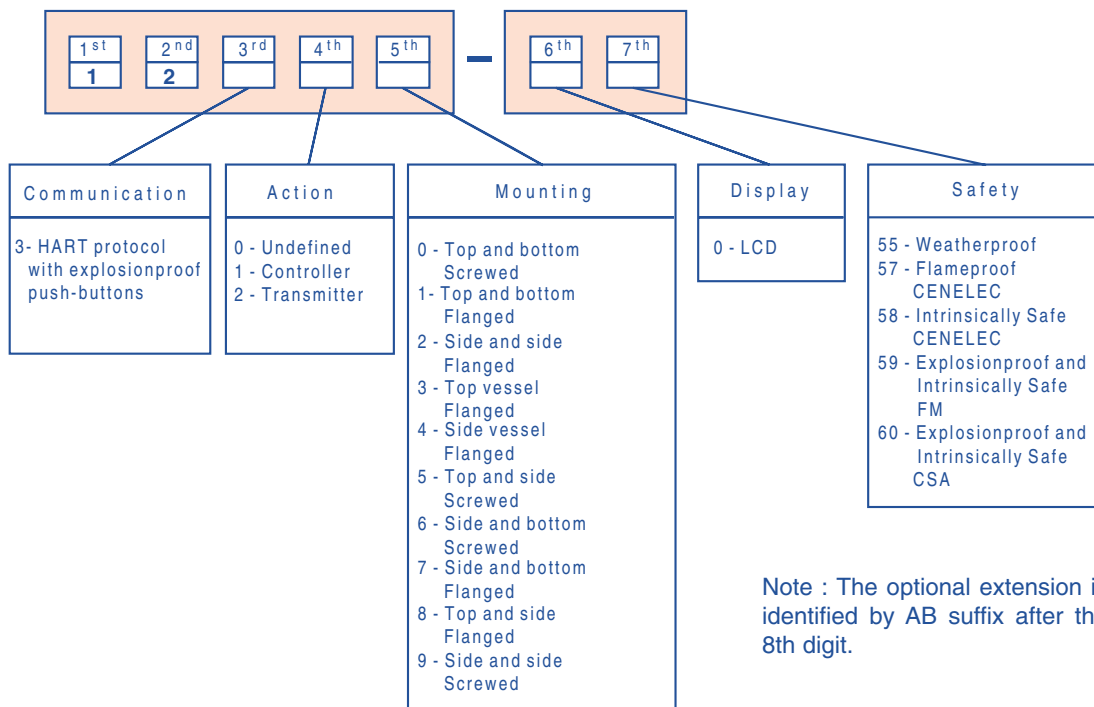 1st 2nd 3rd 4th 5th – 6th 7th
1 2
Communication
3- HART protocol
with explosionproof
push-buttons
Action
0 - Undefined
1 - Controller
2 - Transmitter
Mounting
0 - Top and bottom
Screwed
1- Top and bottom
Flanged
2 - Side and side
Flanged
3 - Top vessel
Flanged
4 - Side vessel
Flanged
5 - Top and side
Screwed
6 - Side and bottom
Screwed
7 - Side and bottom
Flanged
8 - Top and side
Flanged
9 - Side and side
Screwed
Display
0 - LCD
Safety
55 - Weatherproof
57 - Flameproof
CENELEC
58 - Intrinsically Safe
CENELEC
59 - Explosionproof and
Intrinsically Safe
FM
60 - Explosionproof and
Intrinsically Safe
CSA
Note : The optional extension i
identified by AB suffix after th
8th digit.